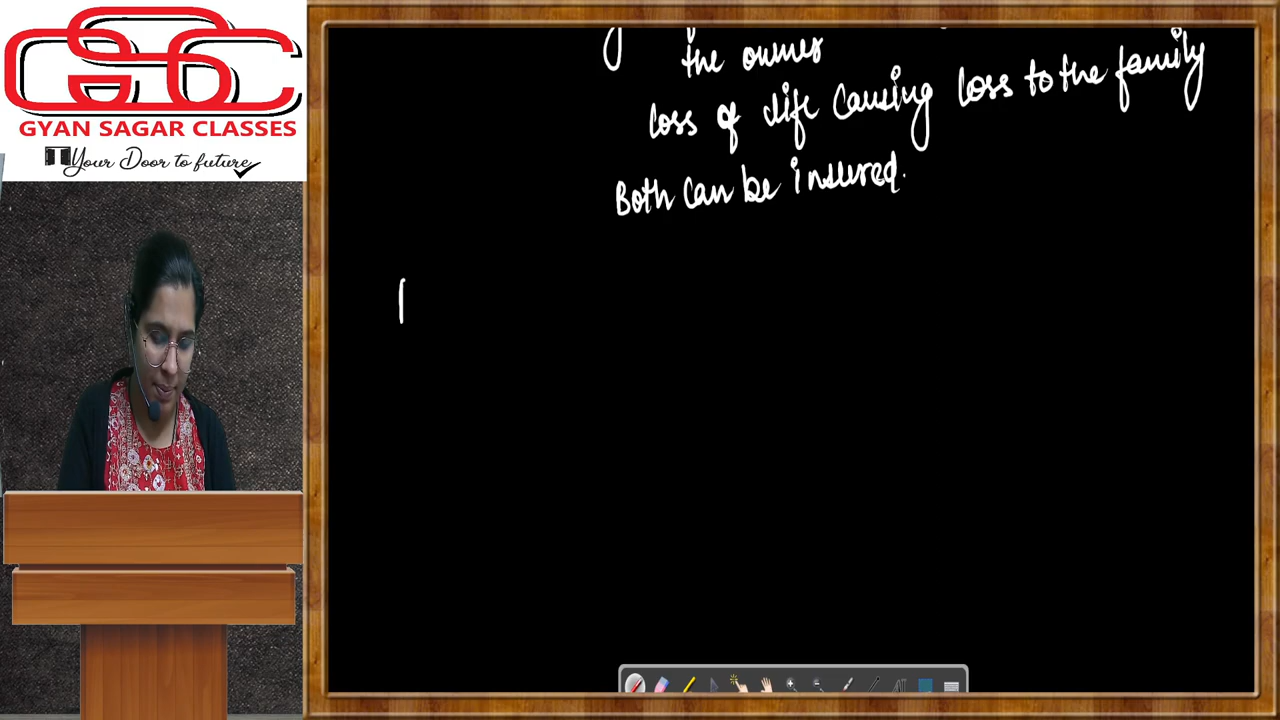 GSC
GYAN SAGAR CLASSES
Your Door to future
the owner
loss of life causing loss to the family
Both can be insured.